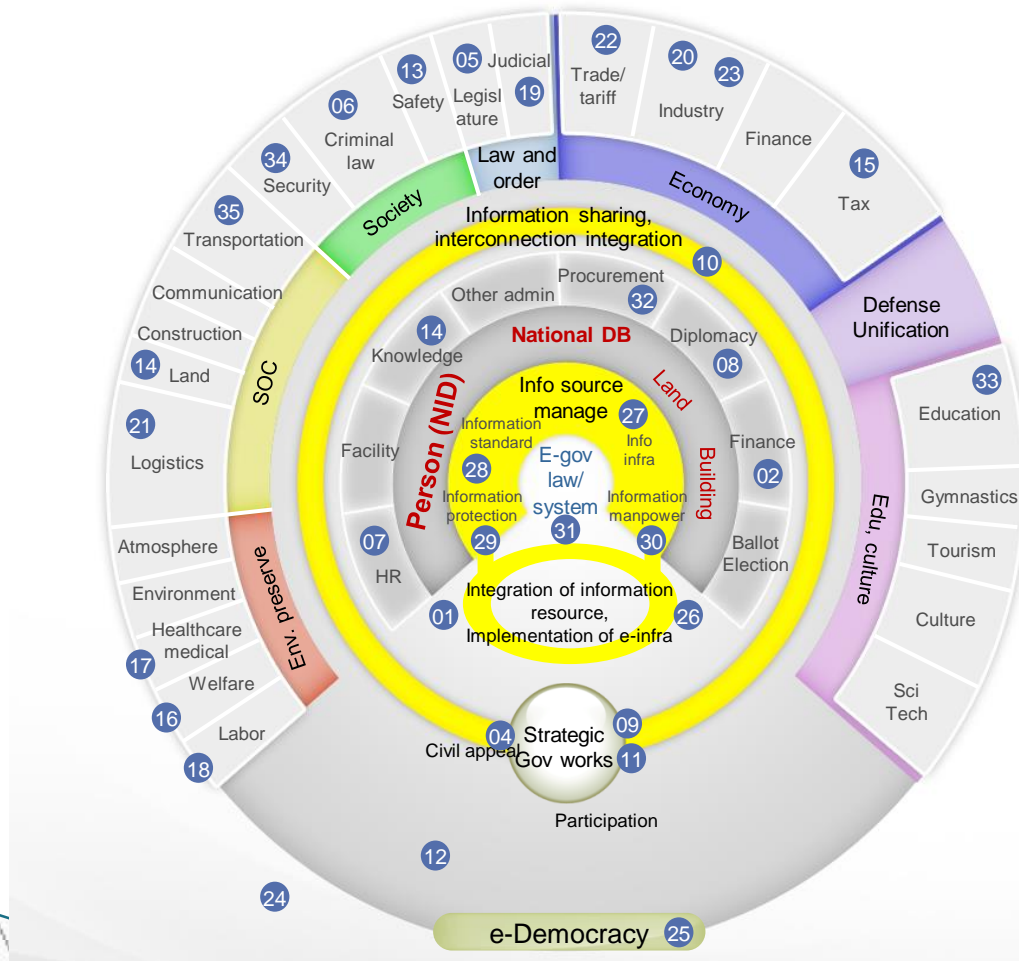 05
Judicial
22
20
13
Legisl
ature
19
Trade/
tariff
23
06
Safety
Industry
Criminal
law
Finance
34
Security
Law and
order
15
Tax
35
Transportation
Society
Economy
Information sharing,
interconnection integration
10
Communication
Other admin
Procurement
32
Defense
Unification
Construction
14
Knowledge
National DB
Diplomacy
08
14
Land
SOC
Person (NID)
Info source
manage
27
Land
33
Education
21
Logistics
Facility
Information
standard
28
E-gov
law/
system
31
Info
infra
Building
Finance
02
Information
protection
29
Information
manpower
30
Edu, culture
Gymnastics
Atmosphere
07
HR
Ballot
Election
Tourism
Environment
Env. preserve
01
Integration of information
resource,
Implementation of e-infra
26
Culture
Healthcare
medical
17
Welfare
16
Sci
Tech
Labor
18
04
Civil appeal
Strategic
Gov works
09
11
Participation
12
24
e-Democracy
25